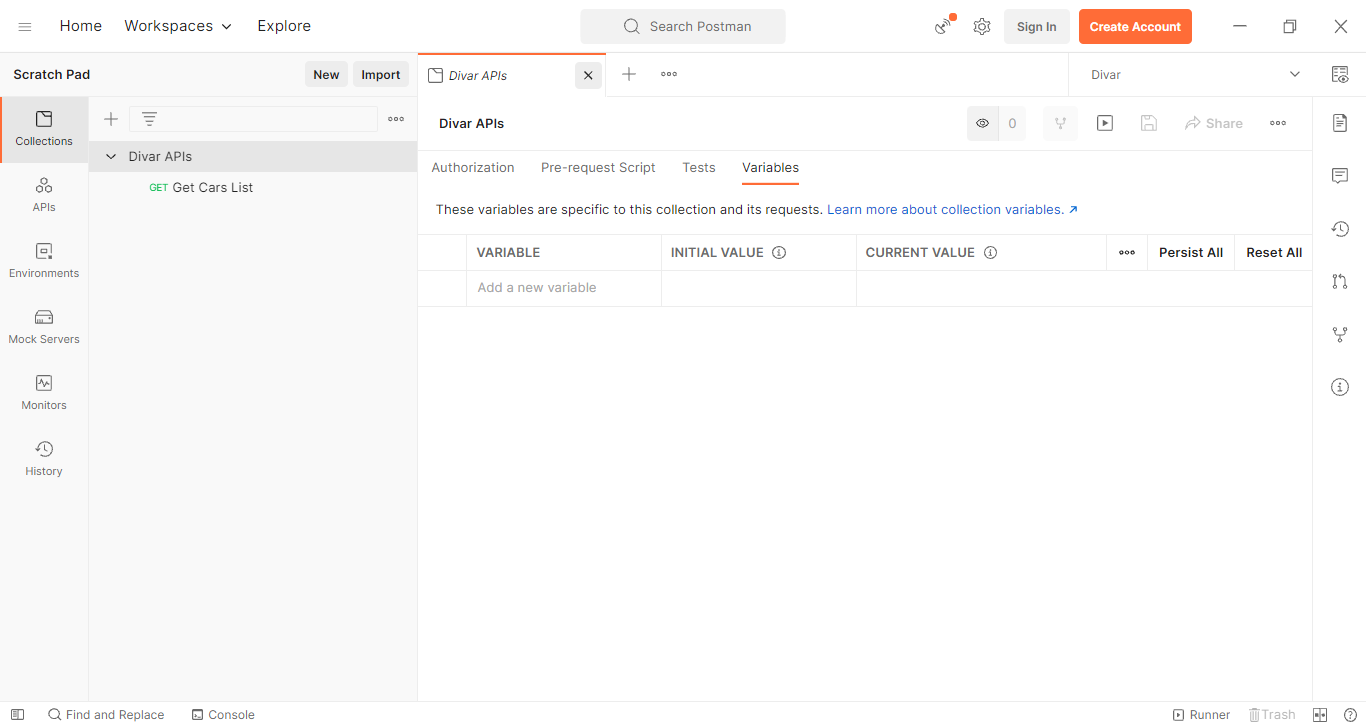 Home Workspaces Explore Search Postman Sign In Create Account
Scratch Pad New Import Divar APIs Divar
Collections
Divar APIs 0 Share
Divar APIs
Authorization Pre-request Script Tests Variables
GET Get Cars List
APIs
These variables are specific to this collection and its requests. Learn more about collection variables.
VARIABLE INITIAL VALUE CURRENT VALUE Persist All Reset All
Environments
Add a new variable
Mock Servers
Monitors
History
Find and Replace Console Runner Trash